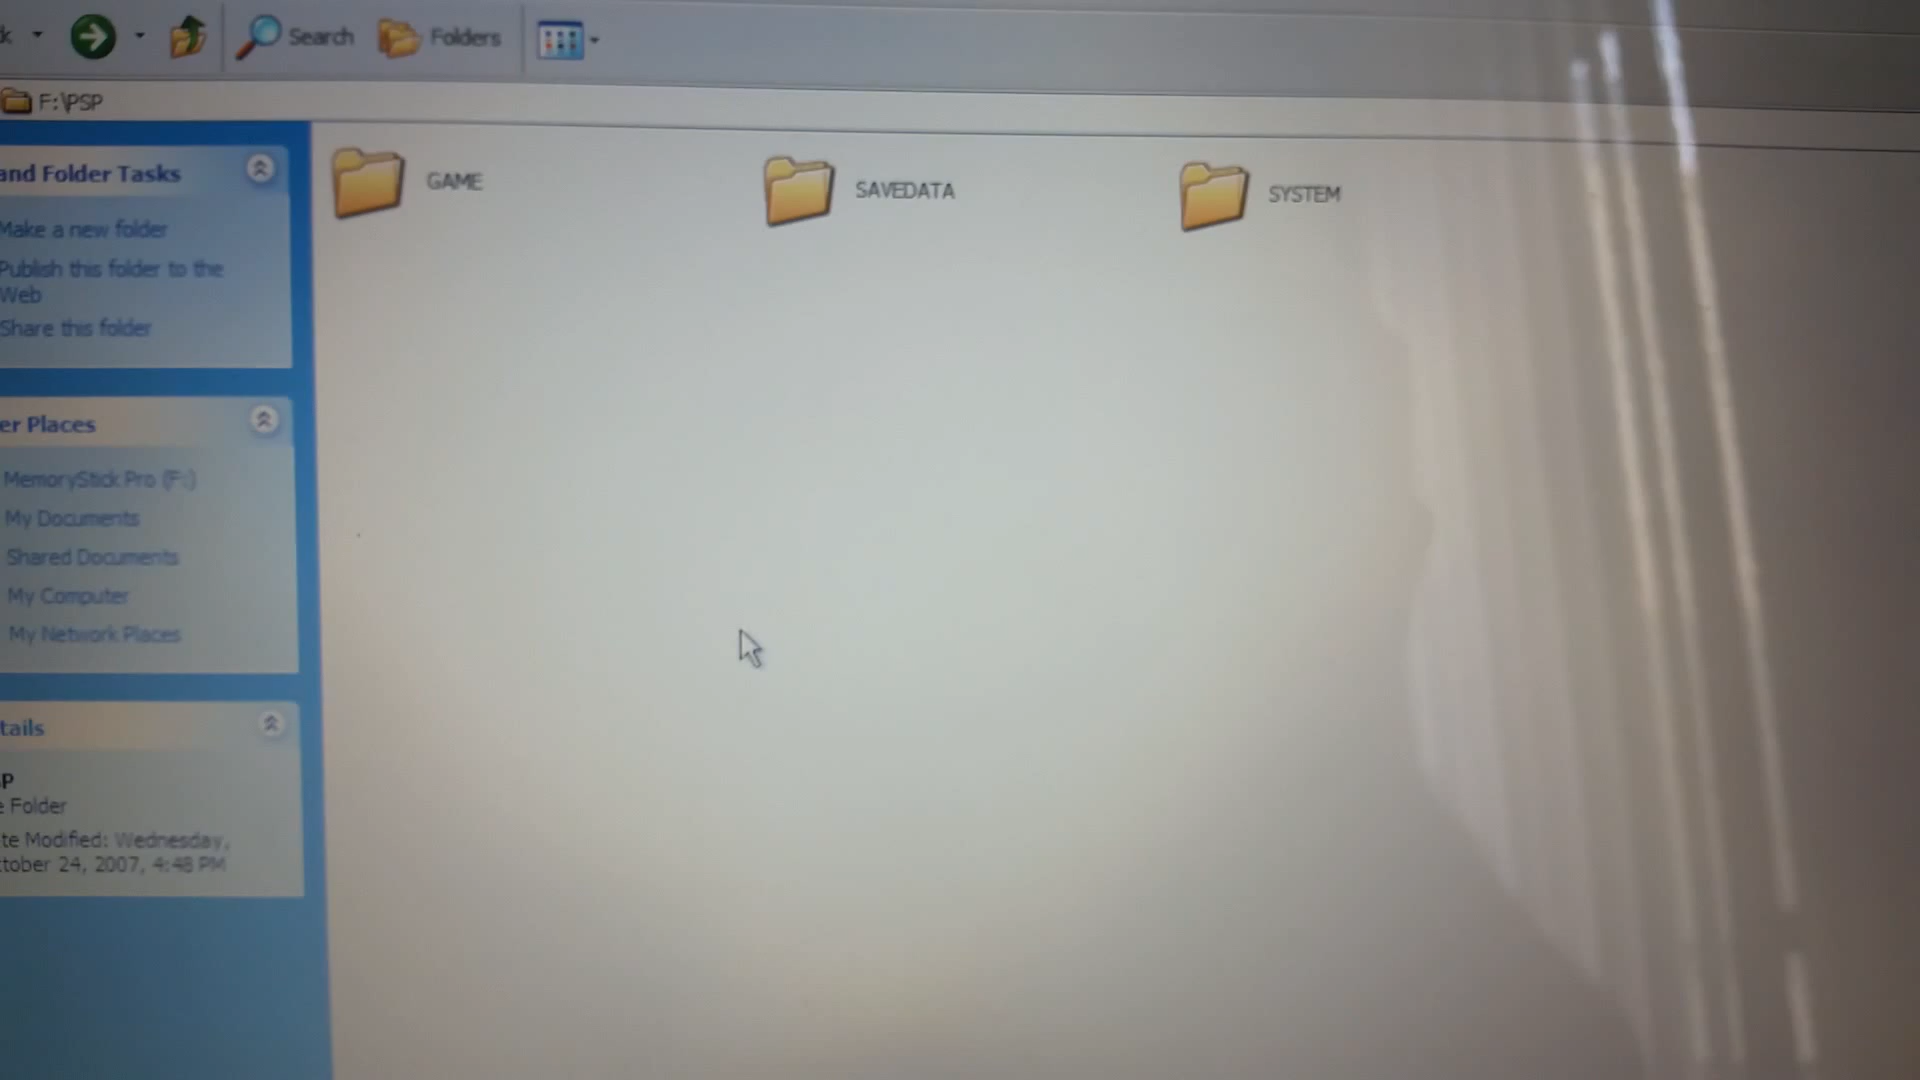 k
Search
Folders
F:\PSP
and Folder Tasks
Make a new folder
Publish this folder to the
Web
Share this folder
er Places
MemoryStick Pro (F:)
My Documents
Shared Documents
My Computer
My Network Places
tails
SP
e Folder
te Modified: Wednesday,
ctober 24, 2007, 4:48 PM
GAME
SAVEDATA
SYSTEM